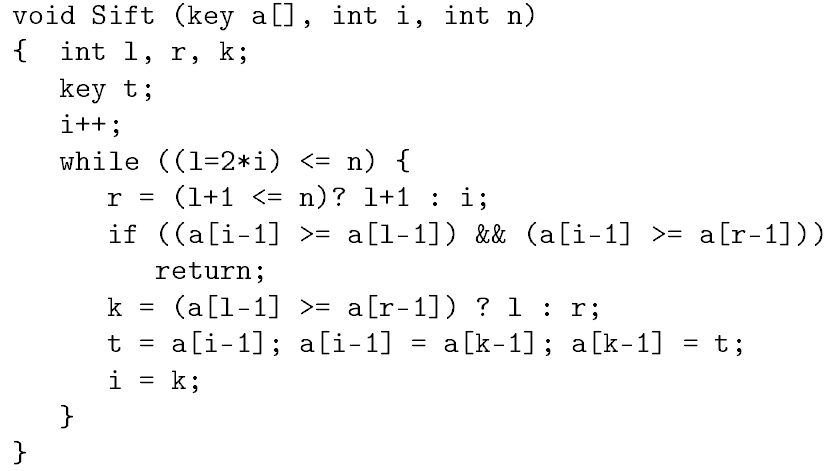 void Sift (key a[], int i, int n)
{  int l, r, k;
   key t;
   i++;
   while ((l=2*i) <= n) {
      r = (l+1 <= n)? l+1 : i;
      if ((a[i-1] >= a[l-1]) && (a[i-1] >= a[r-1]))
         return;
      k = (a[l-1] >= a[r-1]) ? l : r;
      t = a[i-1]; a[i-1] = a[k-1]; a[k-1] = t;
      i = k;
   }
}